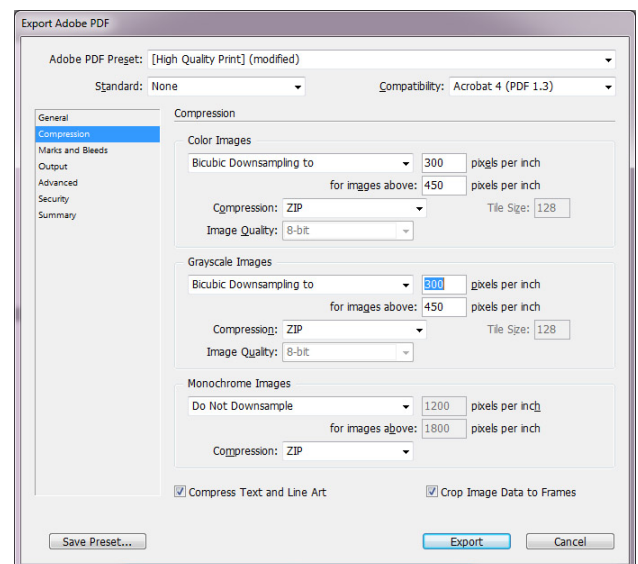 Export Adobe PDF
Adobe PDF Preset: [High Quality Print] (modified)
Standard: None Compatibility: Acrobat 4 (PDF 1.3)
General
Compression
Marks and Bleeds
Output
Advanced
Security
Summary
Compression
Color Images
Bicubic Downsampling to 300 pixels per inch
for images above: 450 pixels per inch
Compression: ZIP Tile Size: 128
Image Quality: 8-bit
Grayscale Images
Bicubic Downsampling to 300 pixels per inch
for images above: 450 pixels per inch
Compression: ZIP Tile Size: 128
Image Quality: 8-bit
Monochrome Images
Do Not Downsample 1200 pixels per inch
for images above: 1800 pixels per inch
Compression: ZIP
Compress Text and Line Art Crop Image Data to Frames
Save Preset... Export Cancel